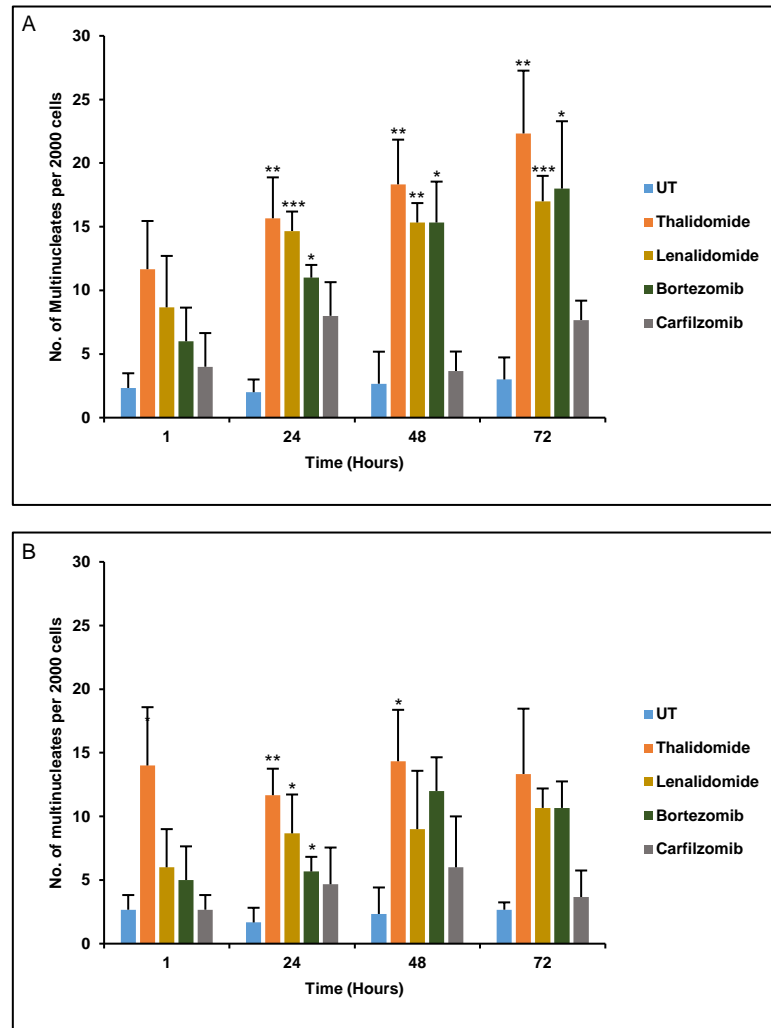 A
30
25
20
15
10
5
0
No. of Multinucleates per 2000 cells
** *** *
** ** *
** *** *
1 24 48 72
Time (Hours)
UT
Thalidomide
Lenalidomide
Bortezomib
Carfilzomib
B
30
25
20
15
10
5
0
No. of multinucleates per 2000 cells
*
** * *
*
1 24 48 72
Time (Hours)
UT
Thalidomide
Lenalidomide
Bortezomib
Carfilzomib